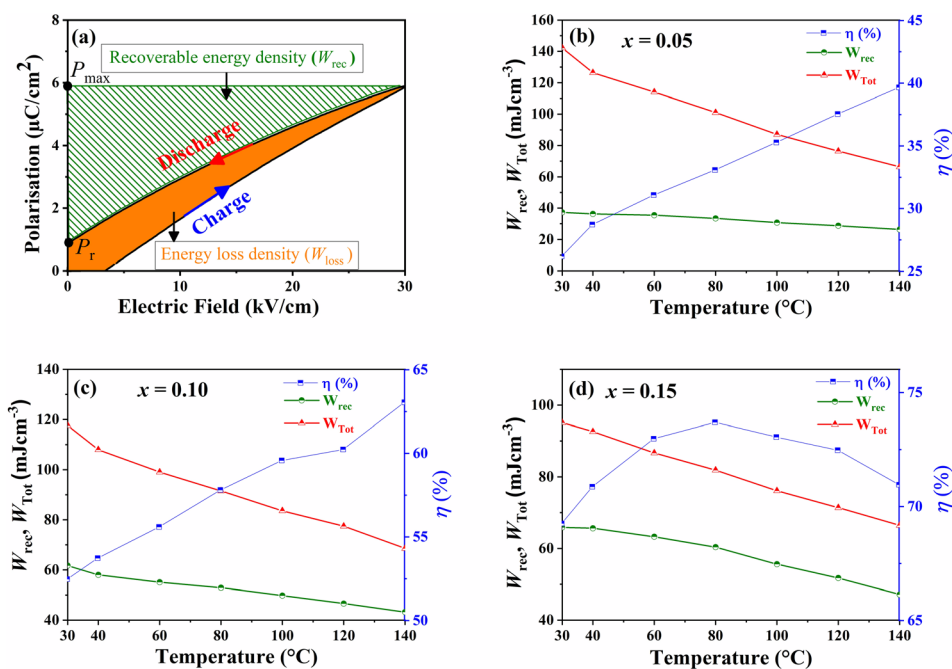 (a)
Recoverable energy density (Wrec)
Pmax
Discharge
Charge
Pr
Energy loss density (Wloss)
Polarisation (µC/cm²)
8
6
4
2
0
0 10 20 30
Electric Field (kV/cm)
(b)
x = 0.05
η (%)
Wrec
WTot
Wrec, WTot (mJcm⁻³)
160
140
120
100
80
60
40
20
0
45
40
35
30
25
η (%)
30 40 60 80 100 120 140
Temperature (°C)
(c)
x = 0.10
η (%)
Wrec
WTot
Wrec, WTot (mJcm⁻³)
140
120
100
80
60
40
65
60
55
50
η (%)
30 40 60 80 100 120 140
Temperature (°C)
(d)
x = 0.15
η (%)
Wrec
WTot
Wrec, WTot (mJcm⁻³)
100
80
60
40
75
70
65
η (%)
30 40 60 80 100 120 140
Temperature (°C)